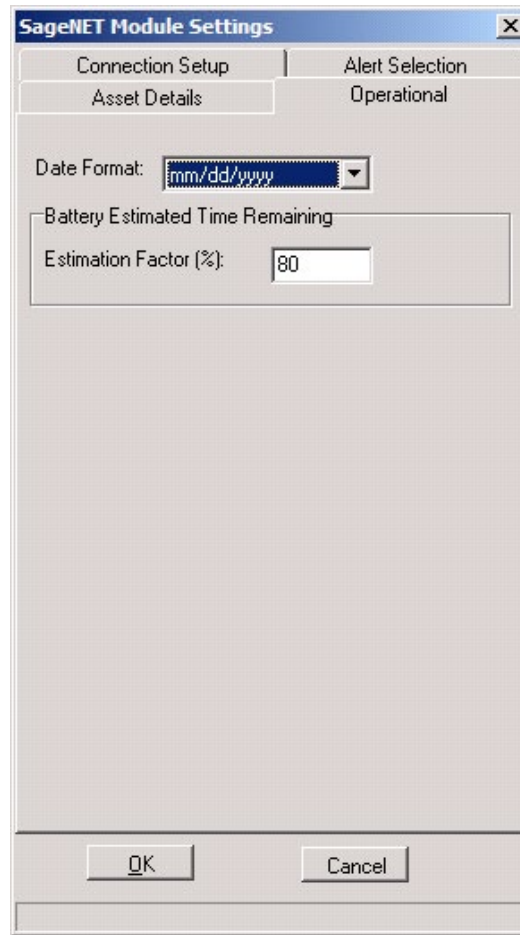 SageNET Module Settings
Connection Setup
Alert Selection
Asset Details
Operational
Date Format: mm/dd/yyyy
Battery Estimated Time Remaining
Estimation Factor (%): 80
OK
Cancel